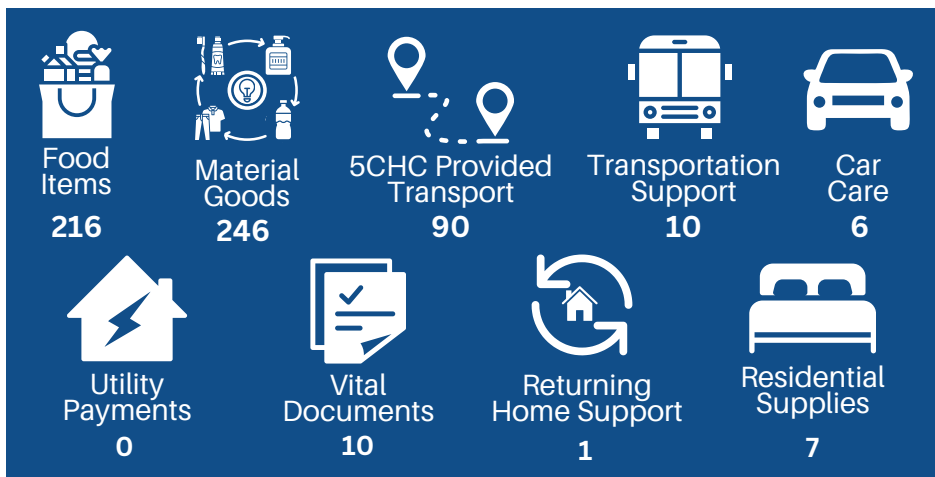 Food
Items
216
Material
Goods
246
5CHC Provided
Transport
90
Transportation
Support
10
Car
Care
6
Utility
Payments
0
Vital
Documents
10
Returning
Home Support
1
Residential
Supplies
7